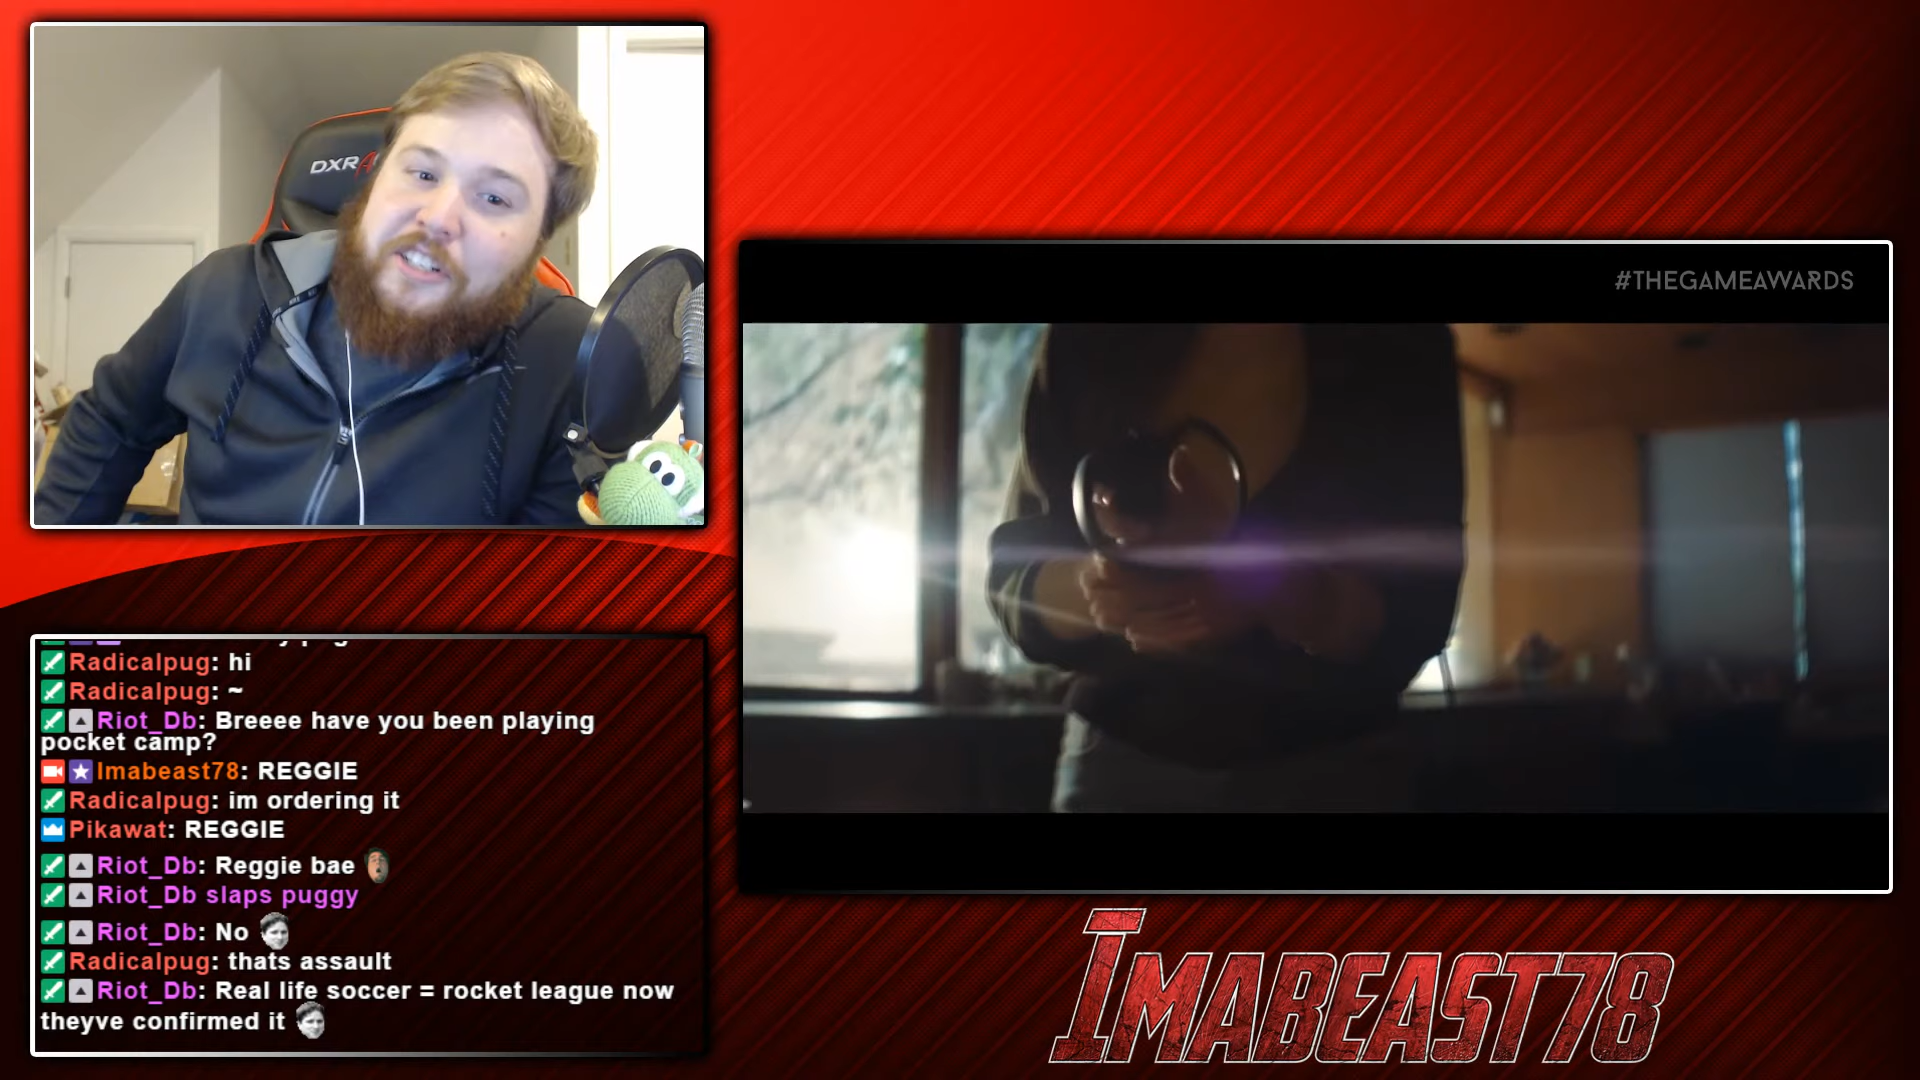 DXR
#THEGAMEAWARDS
Radicalpug: hi
Radicalpug: ~
Riot_Db: Breeee have you been playing
pocket camp?
Imabeast78: REGGIE
Radicalpug: im ordering it
Pikawat: REGGIE
Riot_Db: Reggie bae
Riot_Db slaps puggy
Riot_Db: No
Radicalpug: thats assault
Riot_Db: Real life soccer = rocket league now
theyve confirmed it
IMABEAST78